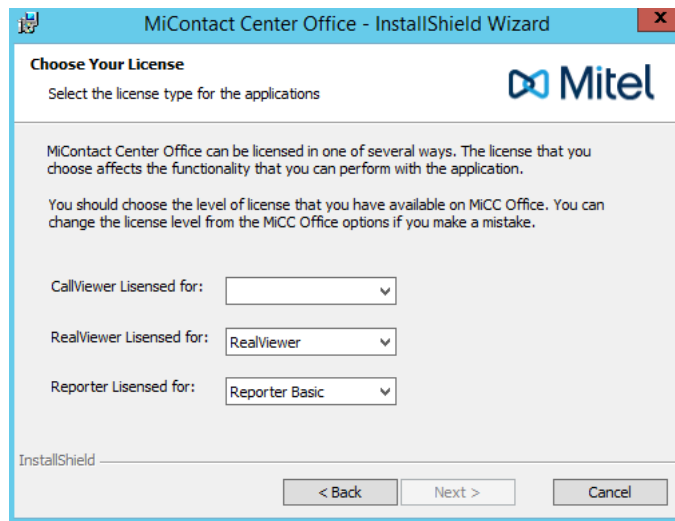 MiContact Center Office - InstallShield Wizard
x
Choose Your License
Select the license type for the applications
Mitel
MiContact Center Office can be licensed in one of several ways. The license that you
choose affects the functionality that you can perform with the application.
You should choose the level of license that you have available on MiCC Office. You can
change the license level from the MiCC Office options if you make a mistake.
CallViewer Lisensed for:
RealViewer Lisensed for: RealViewer
Reporter Lisensed for: Reporter Basic
InstallShield
< Back Next > Cancel